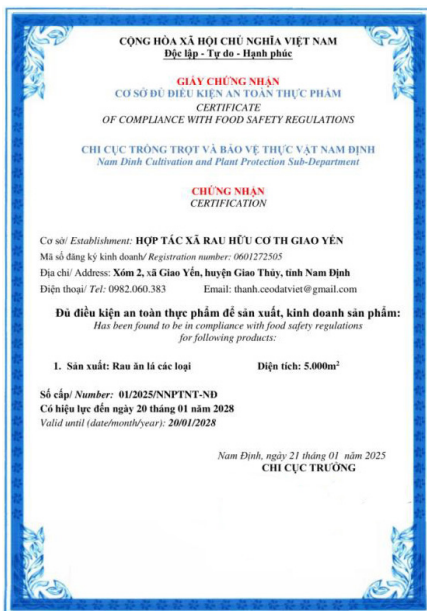 CỘNG HÒA XÃ HỘI CHỦ NGHĨA VIỆT NAM
Độc lập - Tự do - Hạnh phúc
GIẤY CHỨNG NHẬN
CƠ SỞ ĐỦ ĐIỀU KIỆN AN TOÀN THỰC PHẨM
CERTIFICATE
OF COMPLIANCE WITH FOOD SAFETY REGULATIONS
CHI CỤC TRỒNG TRỌT VÀ BẢO VỆ THỰC VẬT NAM ĐỊNH
Nam Dinh Cultivation and Plant Protection Sub-Department
CHỨNG NHẬN
CERTIFICATION
Cơ sở/ Establishment: HỢP TÁC XÃ RAU HỮU CƠ TH GIAO YẾN
Mã số đăng ký kinh doanh/ Registration number: 0601272505
Địa chỉ/ Address: Xóm 2, xã Giao Yến, huyện Giao Thủy, tỉnh Nam Định
Điện thoại/ Tel: 0982.060.383 Email: thanh.ceodatviet@gmail.com
Đủ điều kiện an toàn thực phẩm để sản xuất, kinh doanh sản phẩm:
Has been found to be in compliance with food safety regulations
for following products:
1. Sản xuất: Rau ăn lá các loại Diện tích: 5.000m²
Số cấp/ Number: 01/2025/NNPTNT-NĐ
Có hiệu lực đến ngày 20 tháng 01 năm 2028
Valid until (date/month/year): 20/01/2028
Nam Định, ngày 21 tháng 01 năm 2025
CHI CỤC TRƯỞNG